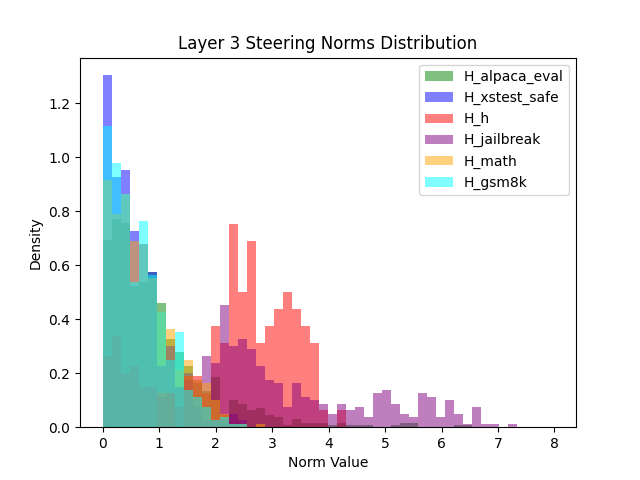 Layer 3 Steering Norms Distribution
H_alpaca_eval
H_xstest_safe
H_h
H_jailbreak
H_math
H_gsm8k
Density
1.2
1.0
0.8
0.6
0.4
0.2
0.0
0 1 2 3 4 5 6 7 8
Norm Value